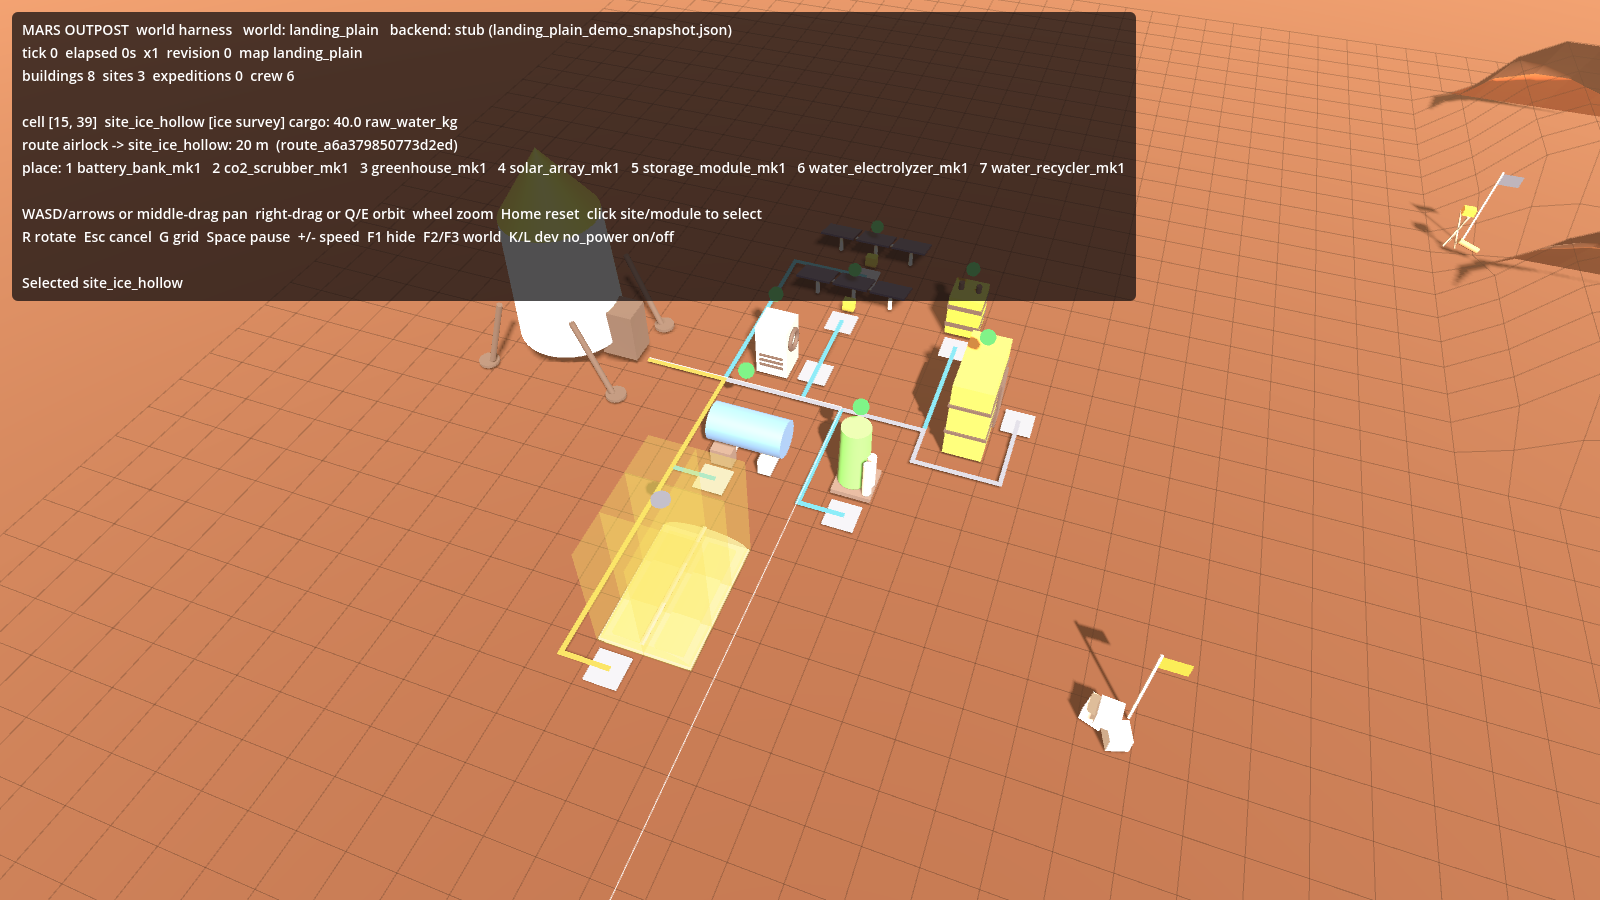 MARS OUTPOST  world harness   world: landing_plain   backend: stub (landing_plain_demo_snapshot.json)
tick 0  elapsed 0s  x1  revision 0  map landing_plain
buildings 8  sites 3  expeditions 0  crew 6
cell [15, 39]  site_ice_hollow [ice survey] cargo: 40.0 raw_water_kg
route airlock -> site_ice_hollow: 20 m  (route_a6a379850773d2ed)
place: 1 battery_bank_mk1   2 co2_scrubber_mk1   3 greenhouse_mk1   4 solar_array_mk1   5 storage_module_mk1   6 water_electrolyzer_mk1   7 water_recycler_mk1
WASD/arrows or middle-drag pan  right-drag or Q/E orbit  wheel zoom  Home reset  click site/module to select
R rotate  Esc cancel  G grid  Space pause  +/- speed  F1 hide  F2/F3 world  K/L dev no_power on/off
Selected site_ice_hollow